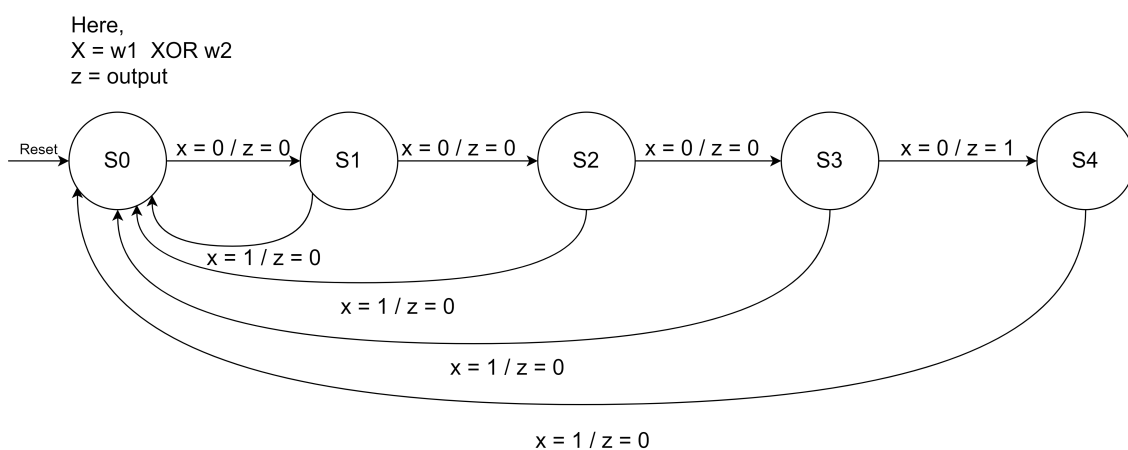 Here,
X = w1 XOR w2
z = output
Reset
S0
x = 0 / z = 0
S1
x = 0 / z = 0
S2
x = 0 / z = 0
S3
x = 0 / z = 1
S4
x = 1 / z = 0
x = 1 / z = 0
x = 1 / z = 0
x = 1 / z = 0